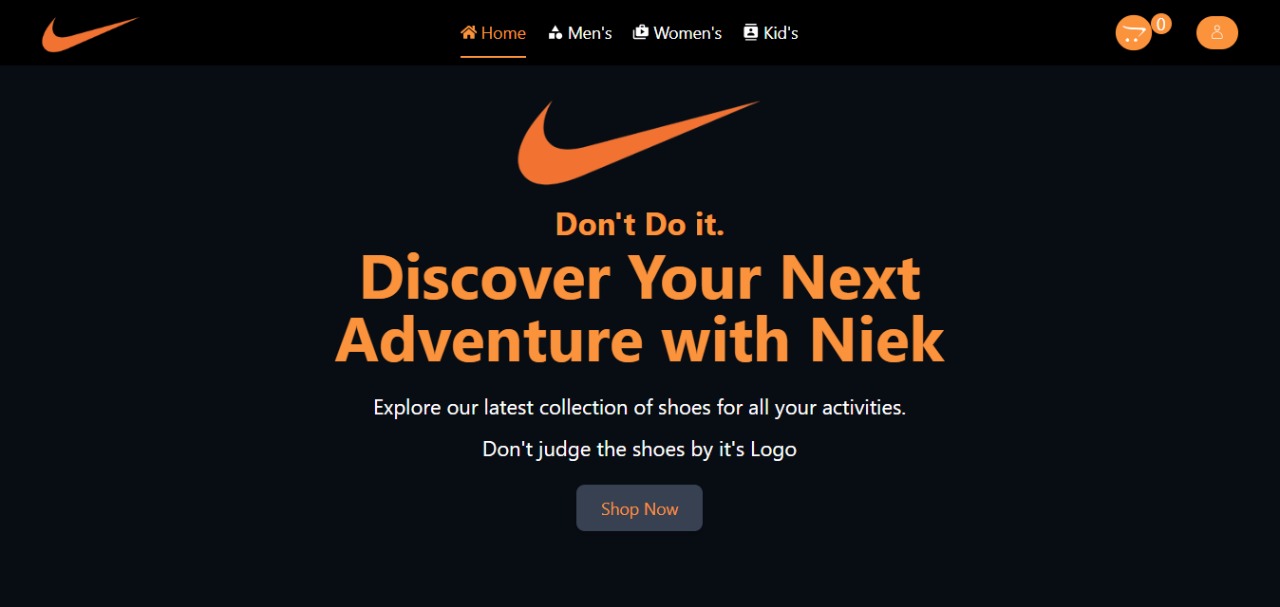 Home Men's Women's Kid's 0
Don't Do it.
Discover Your Next
Adventure with Niek
Explore our latest collection of shoes for all your activities.
Don't judge the shoes by it's Logo
Shop Now